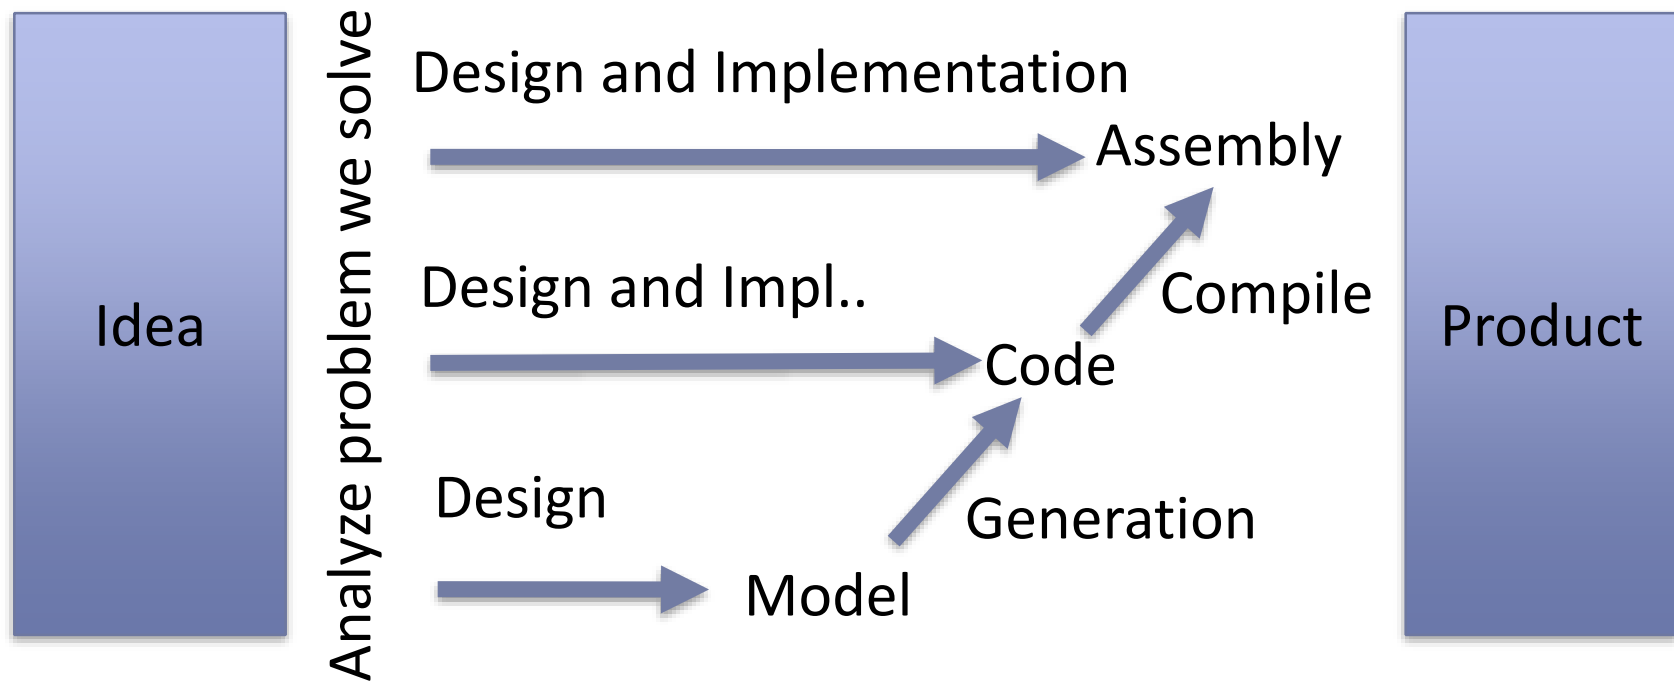 Idea
Analyze problem we solve
Design and Implementation
Assembly
Design and Impl..
Compile
Code
Design
Generation
Model
Product